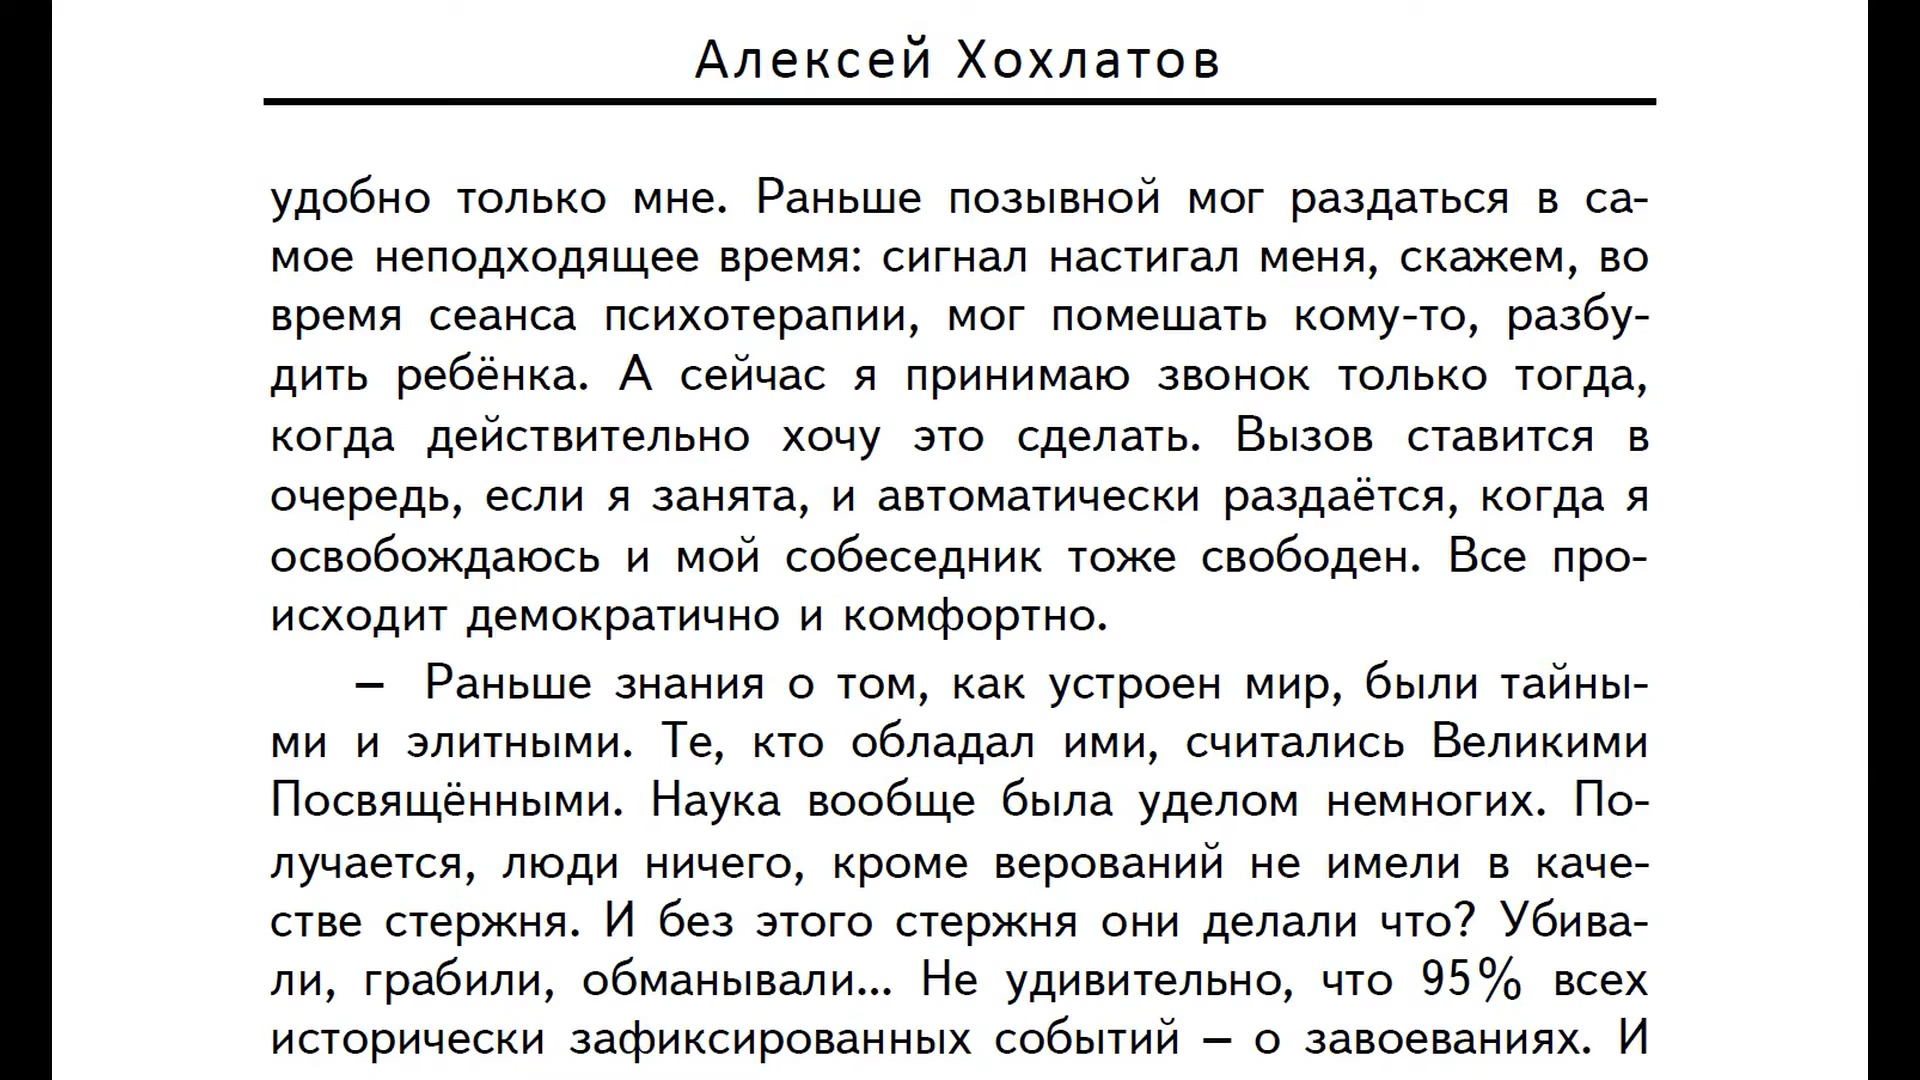 Алексей Хохлатов
удобно только мне. Раньше позывной мог раздаться в са-
мое неподходящее время: сигнал настигал меня, скажем, во
время сеанса психотерапии, мог помешать кому-то, разбу-
дить ребёнка. А сейчас я принимаю звонок только тогда,
когда действительно хочу это сделать. Вызов ставится в
очередь, если я занята, и автоматически раздаётся, когда я
освобождаюсь и мой собеседник тоже свободен. Все про-
исходит демократично и комфортно.
– Раньше знания о том, как устроен мир, были тайны-
ми и элитными. Те, кто обладал ими, считались Великими
Посвящёнными. Наука вообще была уделом немногих. По-
лучается, люди ничего, кроме верований не имели в каче-
стве стержня. И без этого стержня они делали что? Убива-
ли, грабили, обманывали... Не удивительно, что 95% всех
исторически зафиксированных событий – о завоеваниях. И